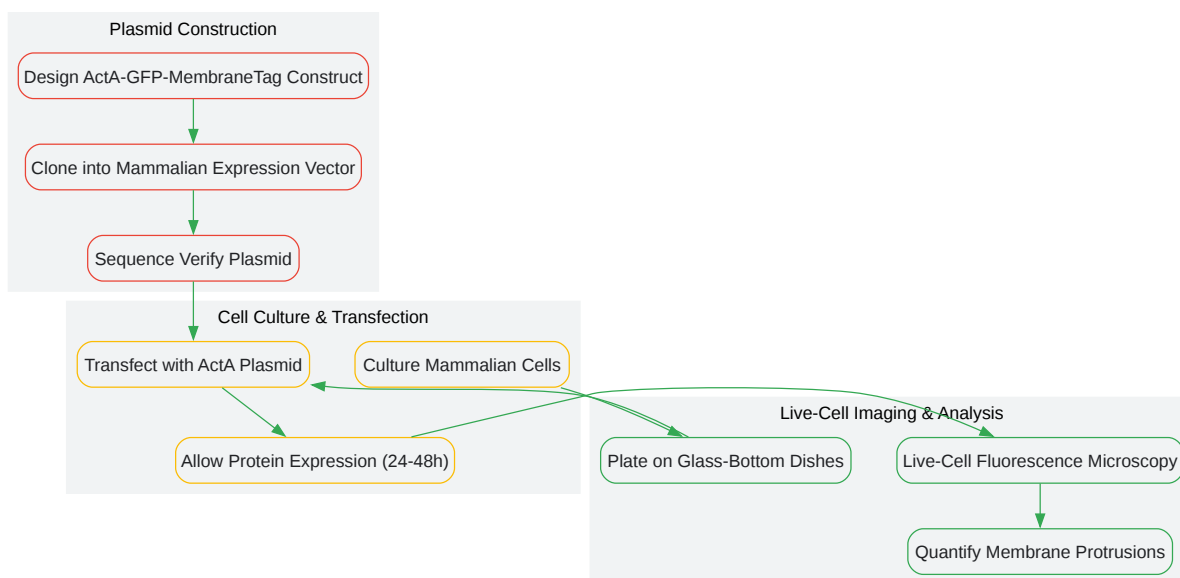 Plasmid Construction
Design ActA-GFP-MembraneTag Construct
Clone into Mammalian Expression Vector
Sequence Verify Plasmid
Cell Culture & Transfection
Transfect with ActA Plasmid
Culture Mammalian Cells
Allow Protein Expression (24-48h)
Live-Cell Imaging & Analysis
Plate on Glass-Bottom Dishes
Live-Cell Fluorescence Microscopy
Quantify Membrane Protrusions